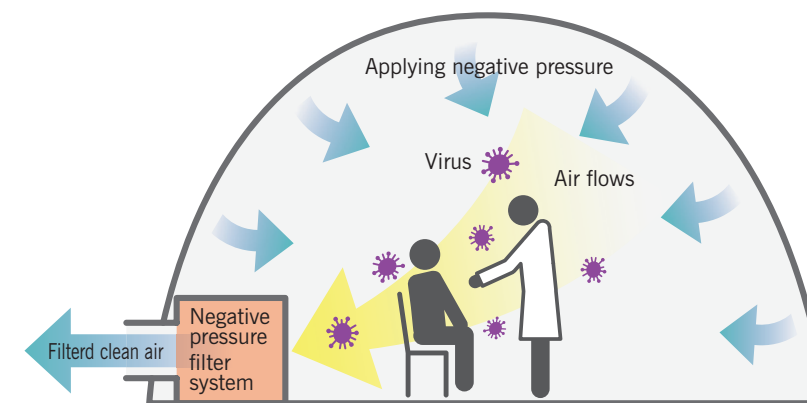 Applying negative pressure
Virus
Air flows
Negative
pressure
filter
system
Filterd clean air